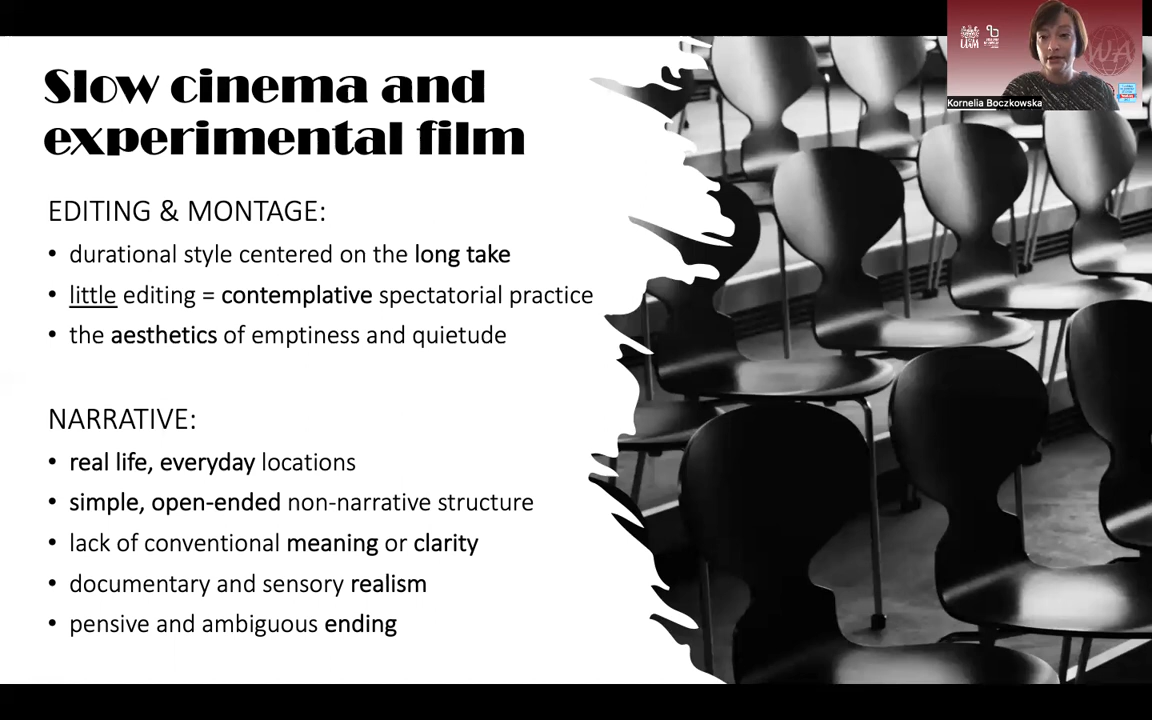 Slow cinema and
experimental film
EDITING & MONTAGE:
• durational style centered on the long take
• little editing = contemplative spectatorial practice
• the aesthetics of emptiness and quietude
NARRATIVE:
• real life, everyday locations
• simple, open-ended non-narrative structure
• lack of conventional meaning or clarity
• documentary and sensory realism
• pensive and ambiguous ending
UAM
WA
Kornelia Boczkowska